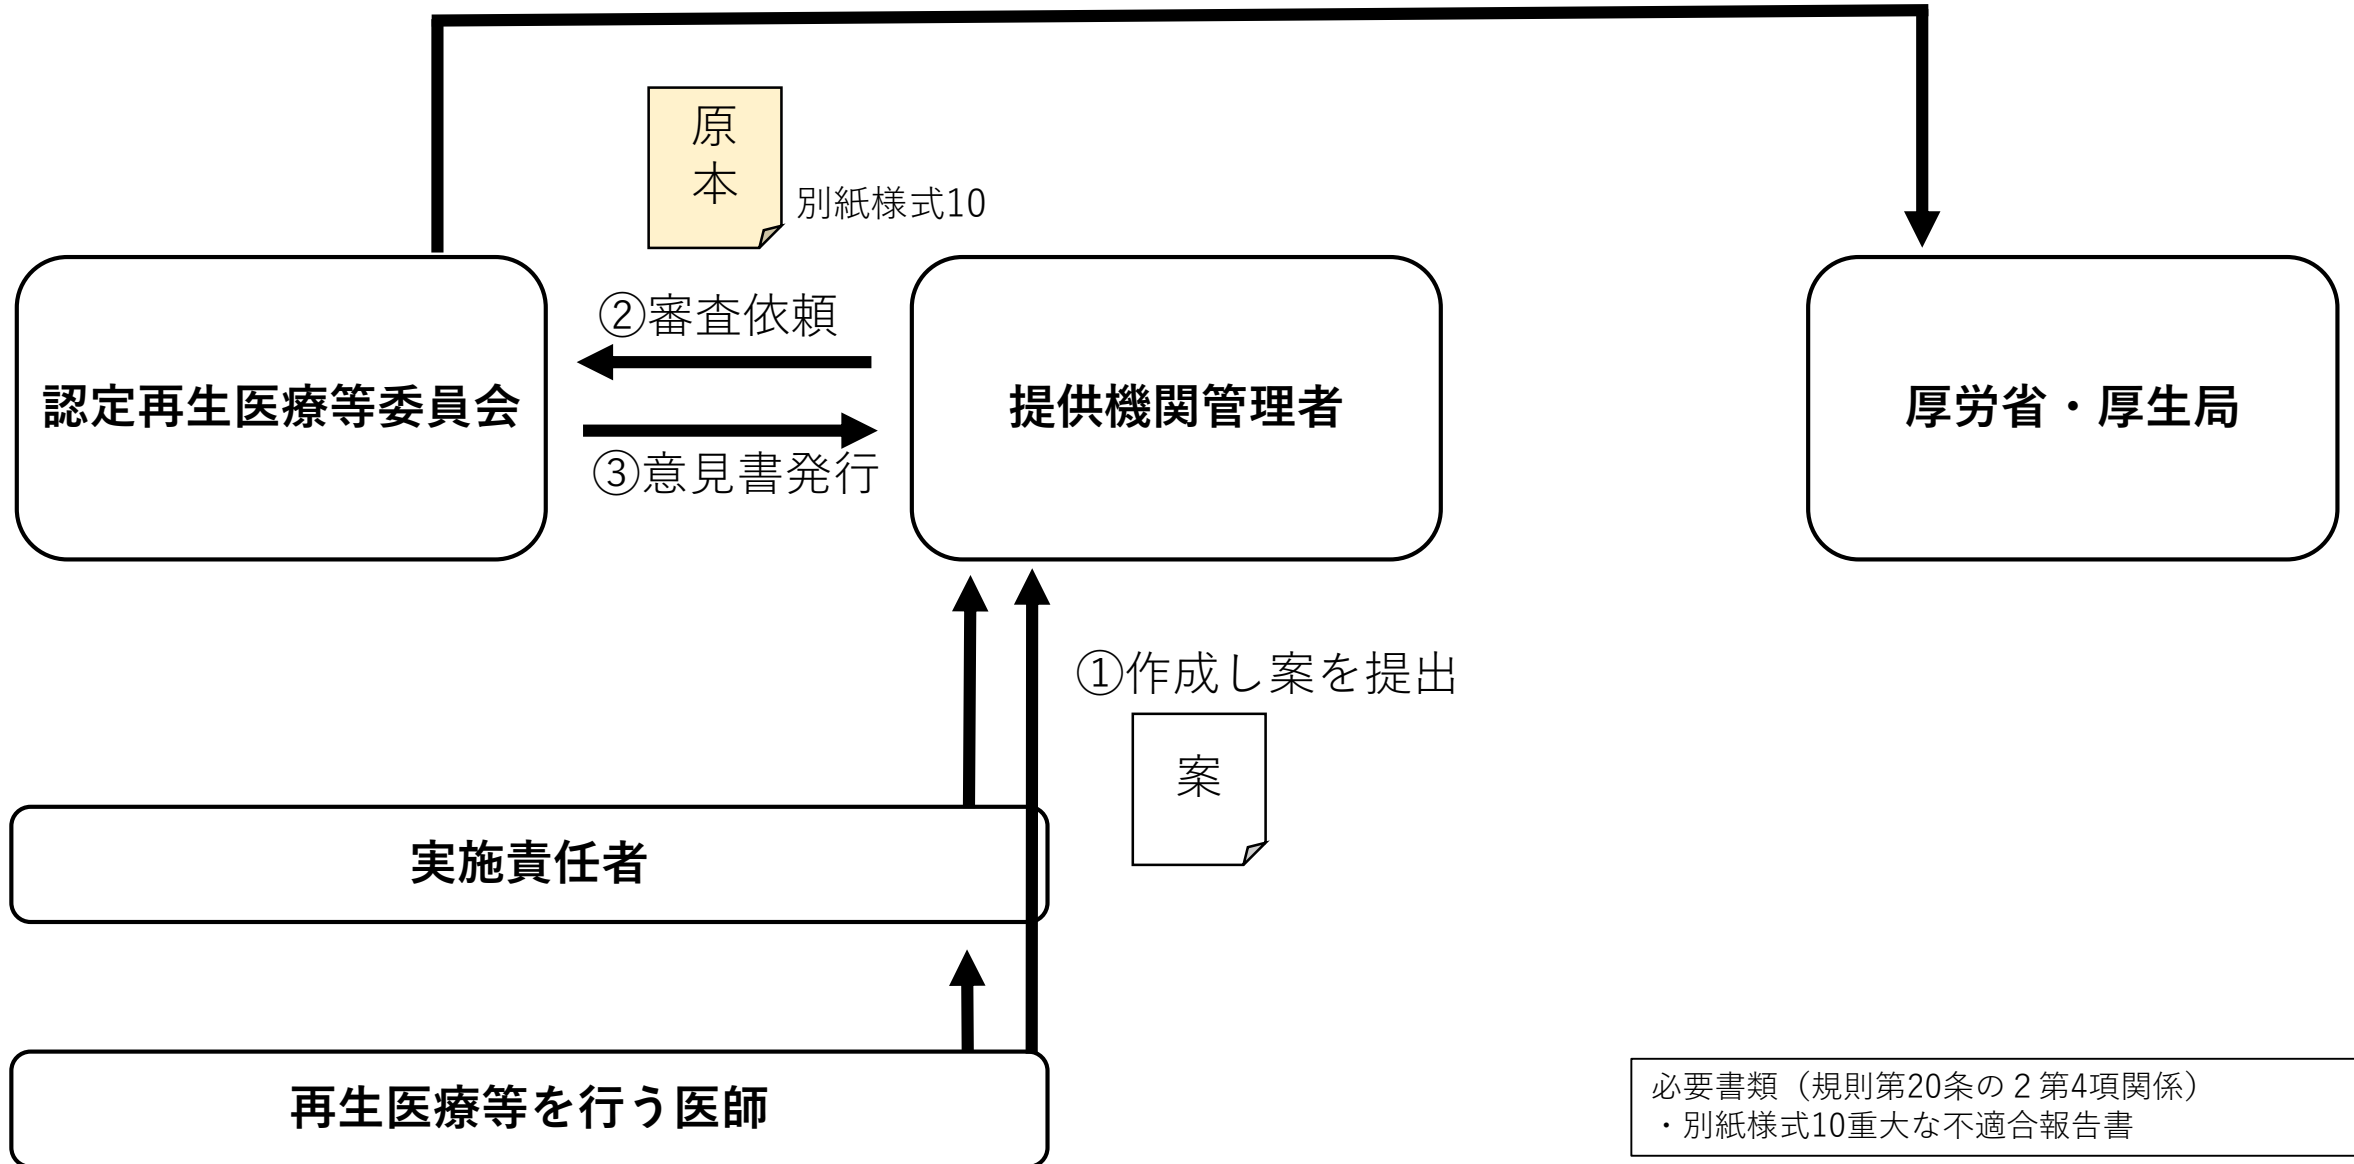 原
本
別紙様式10
②審査依頼
認定再生医療等委員会
提供機関管理者
厚労省・厚生局
③意見書発行
①作成し案を提出
案
実施責任者
再生医療等を行う医師
必要書類（規則第20条の２第4項関係）
・別紙様式10重大な不適合報告書